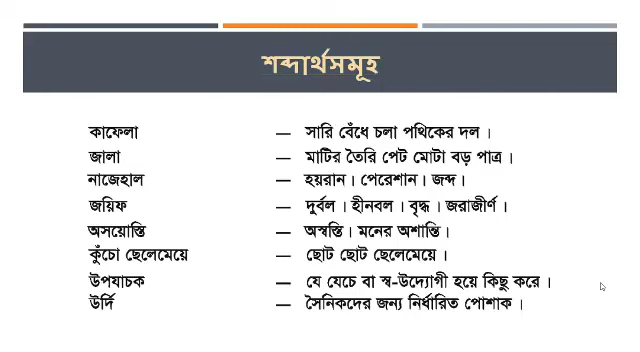 শব্দার্থসমূহ
কাফেলা — সারি বেঁধে চলা পথিকের দল ।
জালা — মাটির তৈরি পেট মোটা বড় পাত্র ।
নাজেহাল — হয়রান । পেরেশান । জব্দ ।
জয়িফ — দুর্বল । হীনবল । বৃদ্ধ । জরাজীর্ণ ।
অসয়োস্তি — অস্বস্তি । মনের অশান্তি ।
কুঁচো ছেলেমেয়ে — ছোট ছোট ছেলেমেয়ে ।
উপযাচক — যে যেচে বা স্ব-উদ্যোগী হয়ে কিছু করে ।
উর্দি — সৈনিকদের জন্য নির্ধারিত পোশাক ।